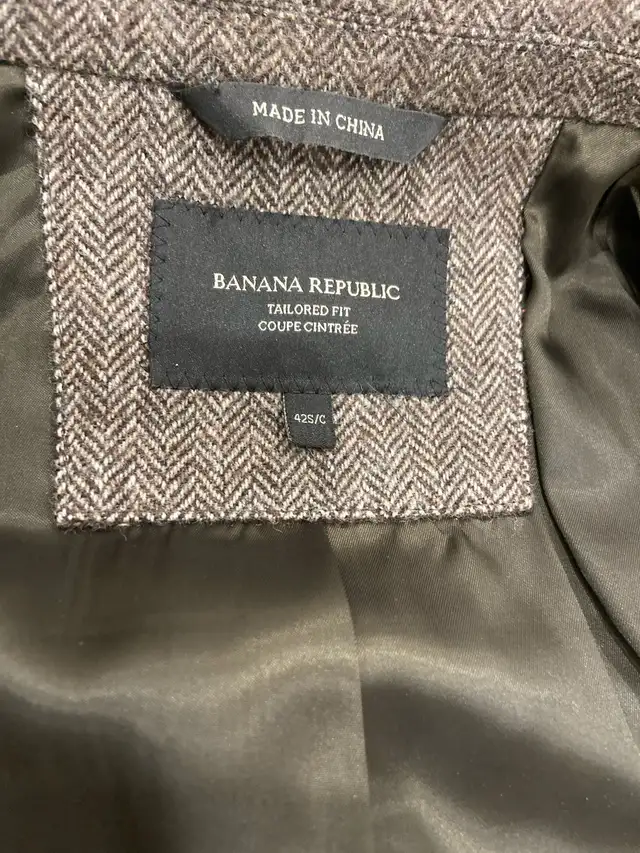 MADE IN CHINA
BANANA REPUBLIC
TAILORED FIT
COUPE CINTRÉE
42S/C